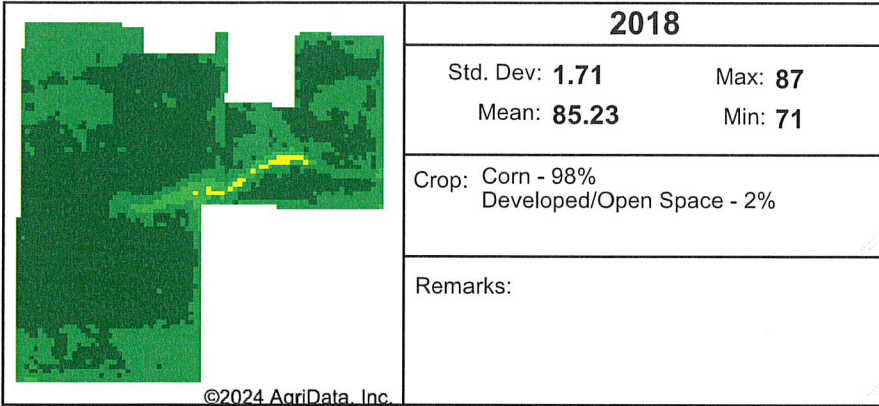 2018
Std. Dev: 1.71 Max: 87
Mean: 85.23 Min: 71
Crop: Corn - 98%
Developed/Open Space - 2%
Remarks:
©2024 AgriData, Inc.